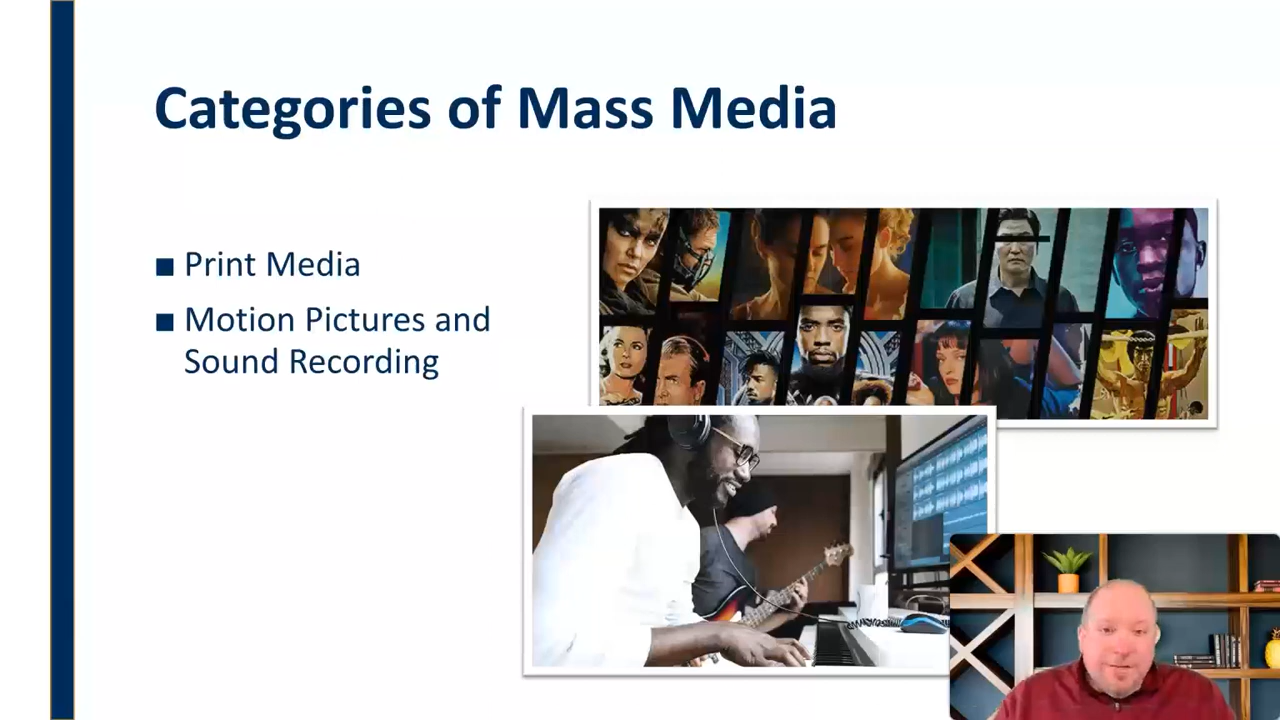 Categories of Mass Media
■ Print Media
■ Motion Pictures and
Sound Recording